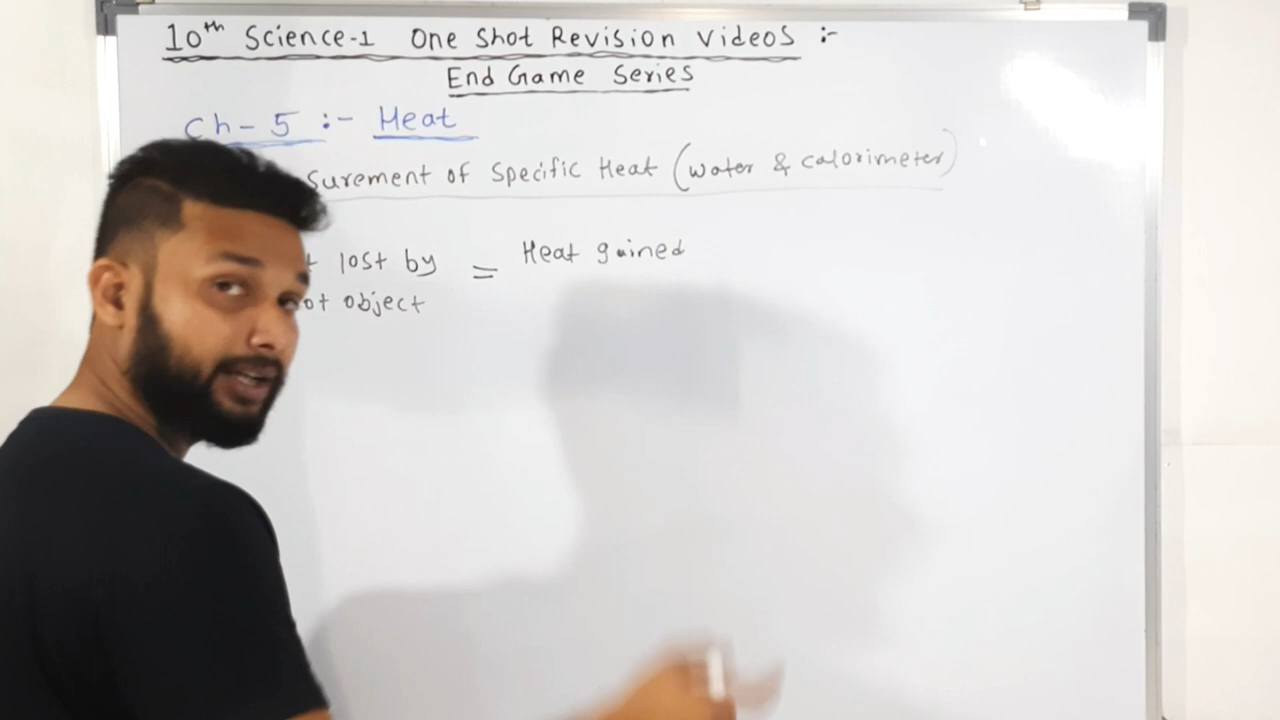 10th Science-1 One Shot Revision Videos :-
End Game Series
Ch- 5 :- Heat
surement of Specific Heat (water & calorimeter)
lost by = Heat gained
ot object